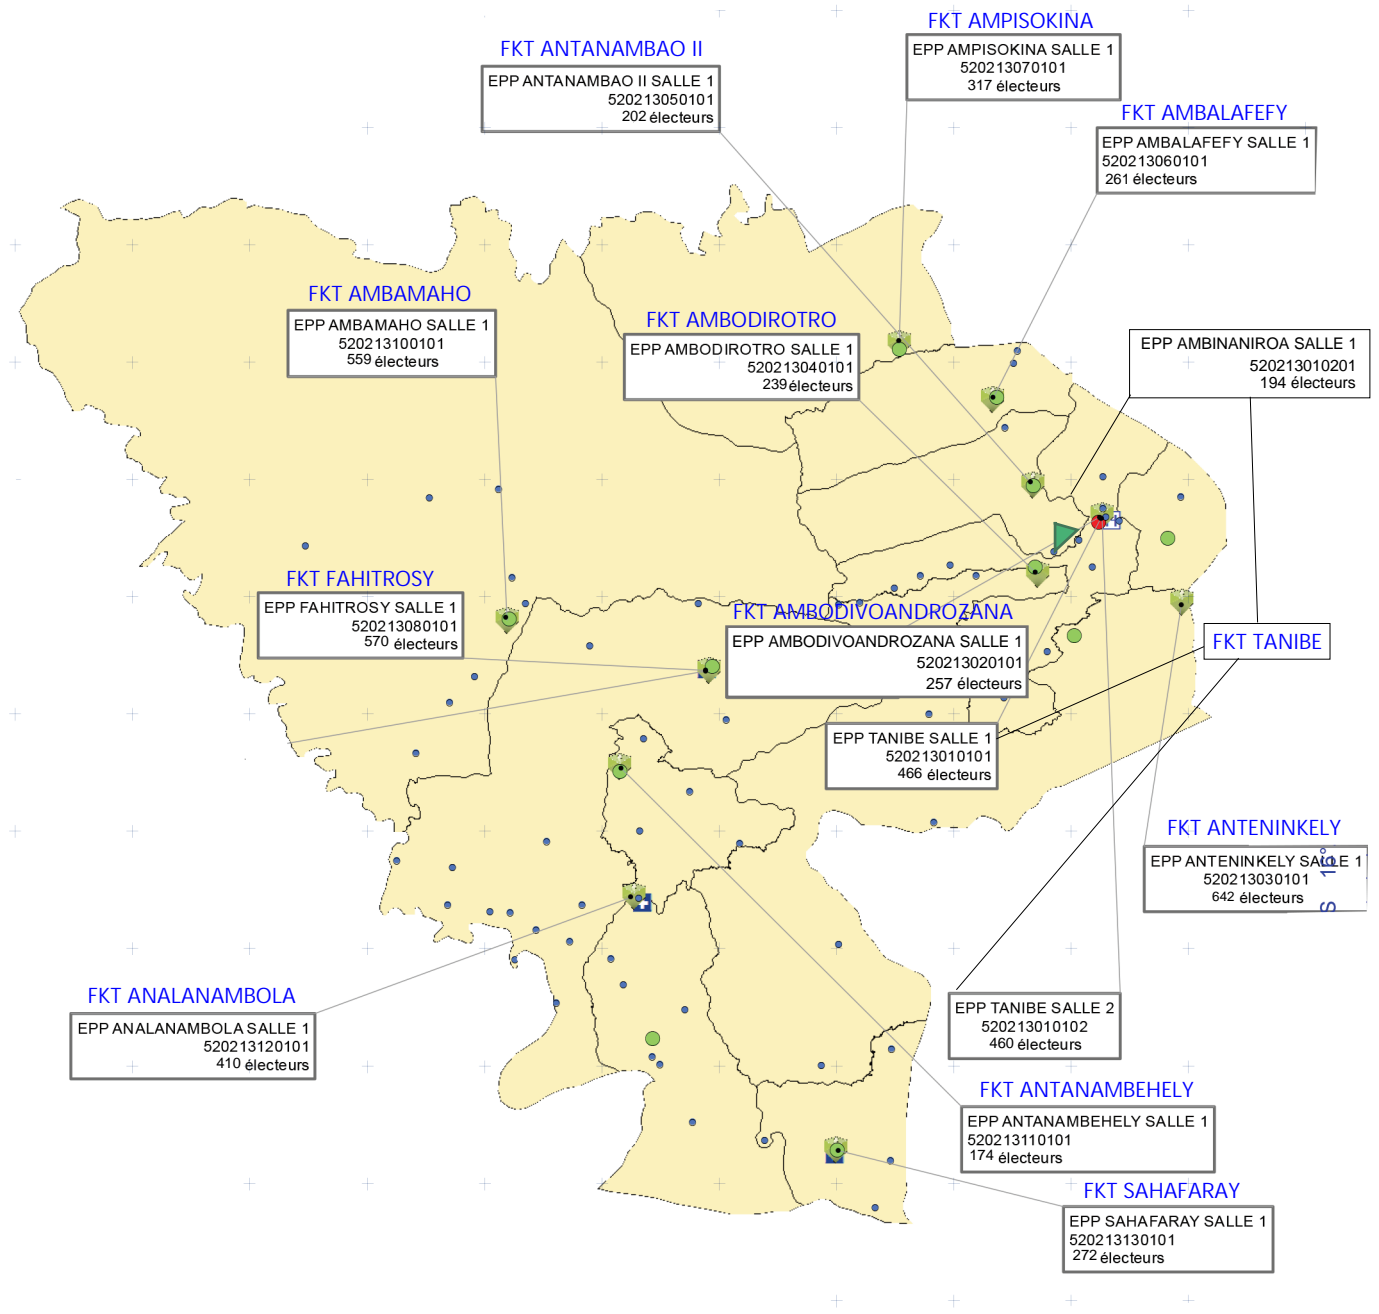 FKT AMPISOKINA
EPP AMPISOKINA SALLE 1
520213070101
317 électeurs
FKT ANTANAMBAO II
EPP ANTANAMBAO II SALLE 1
520213050101
202 électeurs
FKT AMBALAFEFY
EPP AMBALAFEFY SALLE 1
520213060101
261 électeurs
FKT AMBAMAHO
EPP AMBAMAHO SALLE 1
520213100101
559 électeurs
FKT AMBODIROTRO
EPP AMBODIROTRO SALLE 1
520213040101
239 électeurs
EPP AMBINANIROA SALLE 1
520213010201
194 électeurs
FKT FAHITROSY
EPP FAHITROSY SALLE 1
520213080101
570 électeurs
FKT AMBODIVOANDROZANA
EPP AMBODIVOANDROZANA SALLE 1
520213020101
257 électeurs
FKT TANIBE
EPP TANIBE SALLE 1
520213010101
466 électeurs
FKT ANTENINKELY
EPP ANTENINKELY SALLE 1
520213030101
642 électeurs
S 16°
FKT ANALANAMBOLA
EPP ANALANAMBOLA SALLE 1
520213120101
410 électeurs
EPP TANIBE SALLE 2
520213010102
460 électeurs
FKT ANTANAMBEHELY
EPP ANTANAMBEHELY SALLE 1
520213110101
174 électeurs
FKT SAHAFARAY
EPP SAHAFARAY SALLE 1
520213130101
272 électeurs